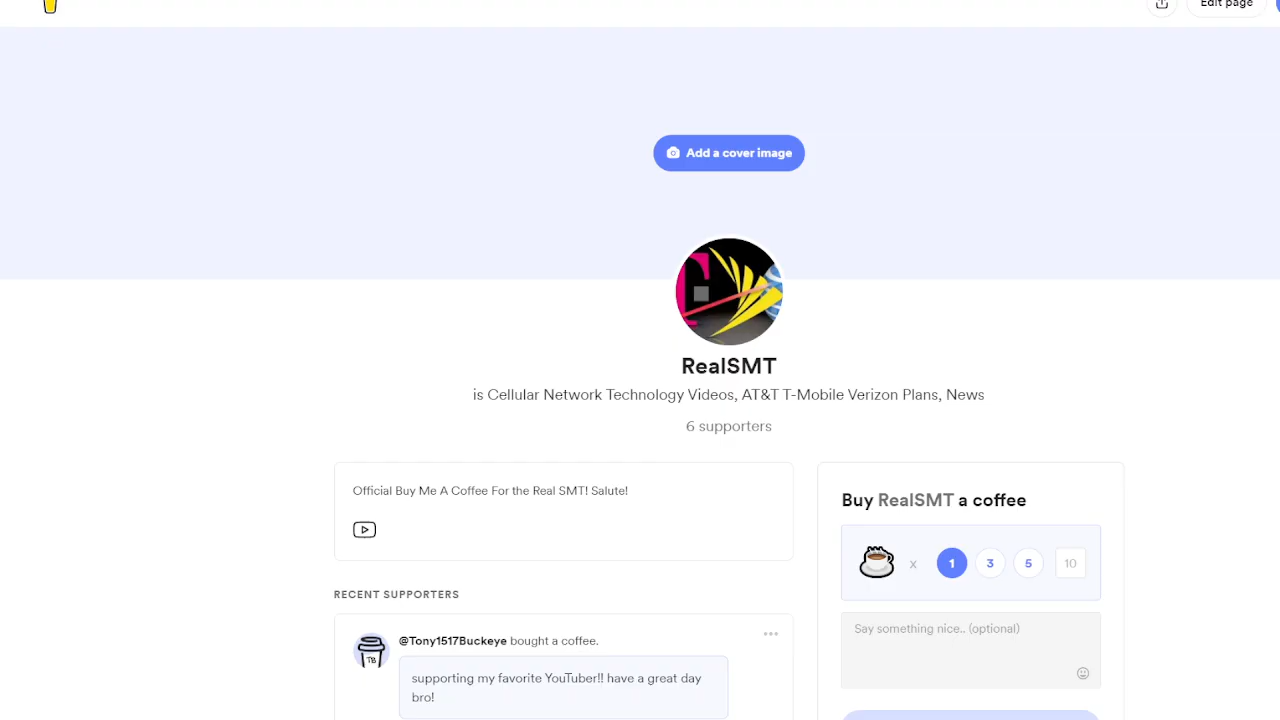 Edit page
Add a cover image
RealSMT
is Cellular Network Technology Videos, AT&T T-Mobile Verizon Plans, News
6 supporters
Official Buy Me A Coffee For the Real SMT! Salute!
RECENT SUPPORTERS
@Tony1517Buckeye bought a coffee.
TB
supporting my favorite YouTuber!! have a great day
bro!
Buy RealSMT a coffee
x 1 3 5 10
Say something nice.. (optional)